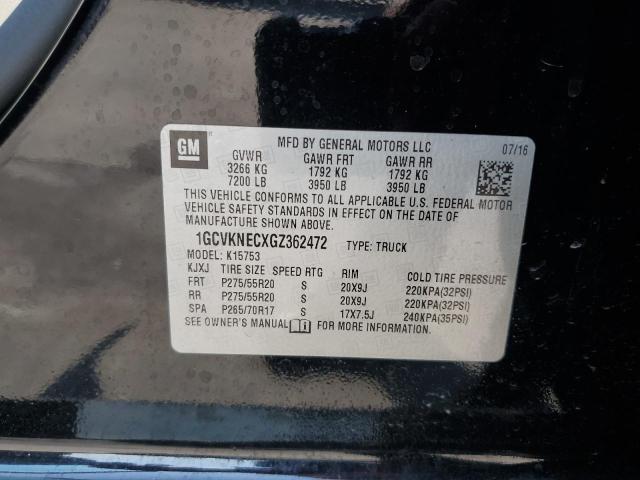 GM
MFD BY GENERAL MOTORS LLC 07/16
GVWR GAWR FRT GAWR RR
3266 KG 1792 KG 1792 KG
7200 LB 3950 LB 3950 LB
THIS VEHICLE CONFORMS TO ALL APPLICABLE U.S. FEDERAL MOTOR
VEHICLE SAFETY STANDARDS IN EFFECT ON THE DATE OF
MANUFACTURE SHOWN ABOVE.
1GCVKNECXGZ362472 TYPE: TRUCK
MODEL: K15753
KJXJ TIRE SIZE SPEED RTG RIM COLD TIRE PRESSURE
FRT P275/55R20 S 20X9J 220KPA(32PSI)
RR P275/55R20 S 20X9J 220KPA(32PSI)
SPA P265/70R17 S 17X7.5J 240KPA(35PSI)
SEE OWNER'S MANUAL FOR MORE INFORMATION